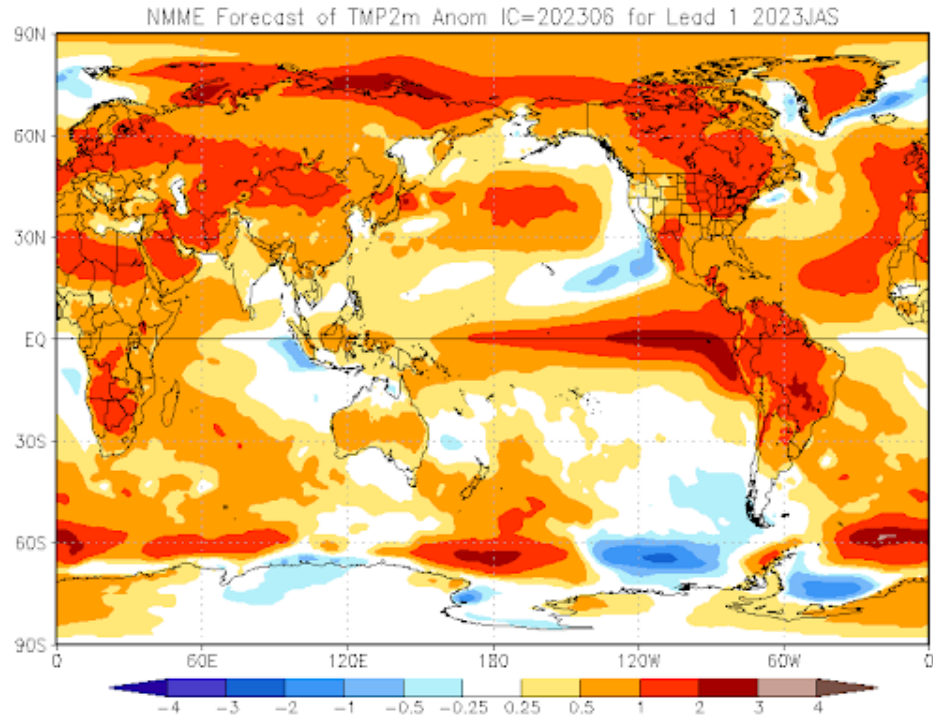 NMME Forecast of TMP2m Anom IC=202306 for Lead 1 2023JAS
90N
60N
30N
EQ
30S
60S
90S
0 60E 120E 180 120W 60W 0
-4 -3 -2 -1 -0.5 -0.25 0.25 0.5 1 2 3 4